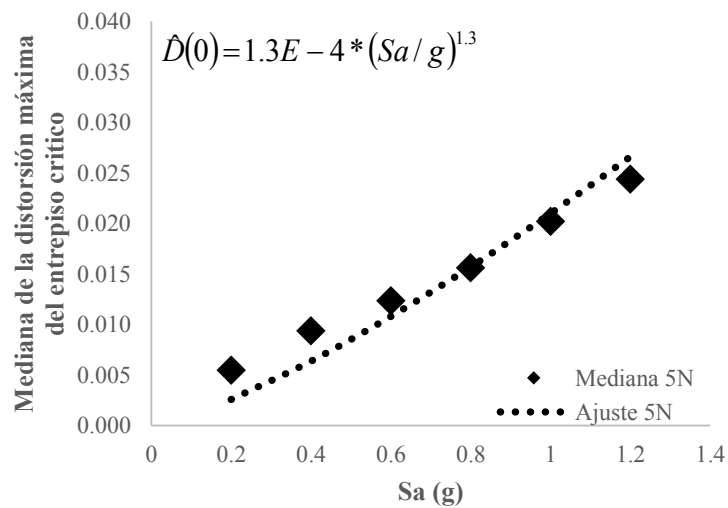 0.040
0.035
0.030
0.025
0.020
0.015
0.010
0.005
0.000
Mediana de la distorsión máxima
del entrepiso critico
D̂(0) = 1.3E − 4 * (Sa / g)^1.3
Mediana 5N
Ajuste 5N
0 0.2 0.4 0.6 0.8 1 1.2 1.4
Sa (g)